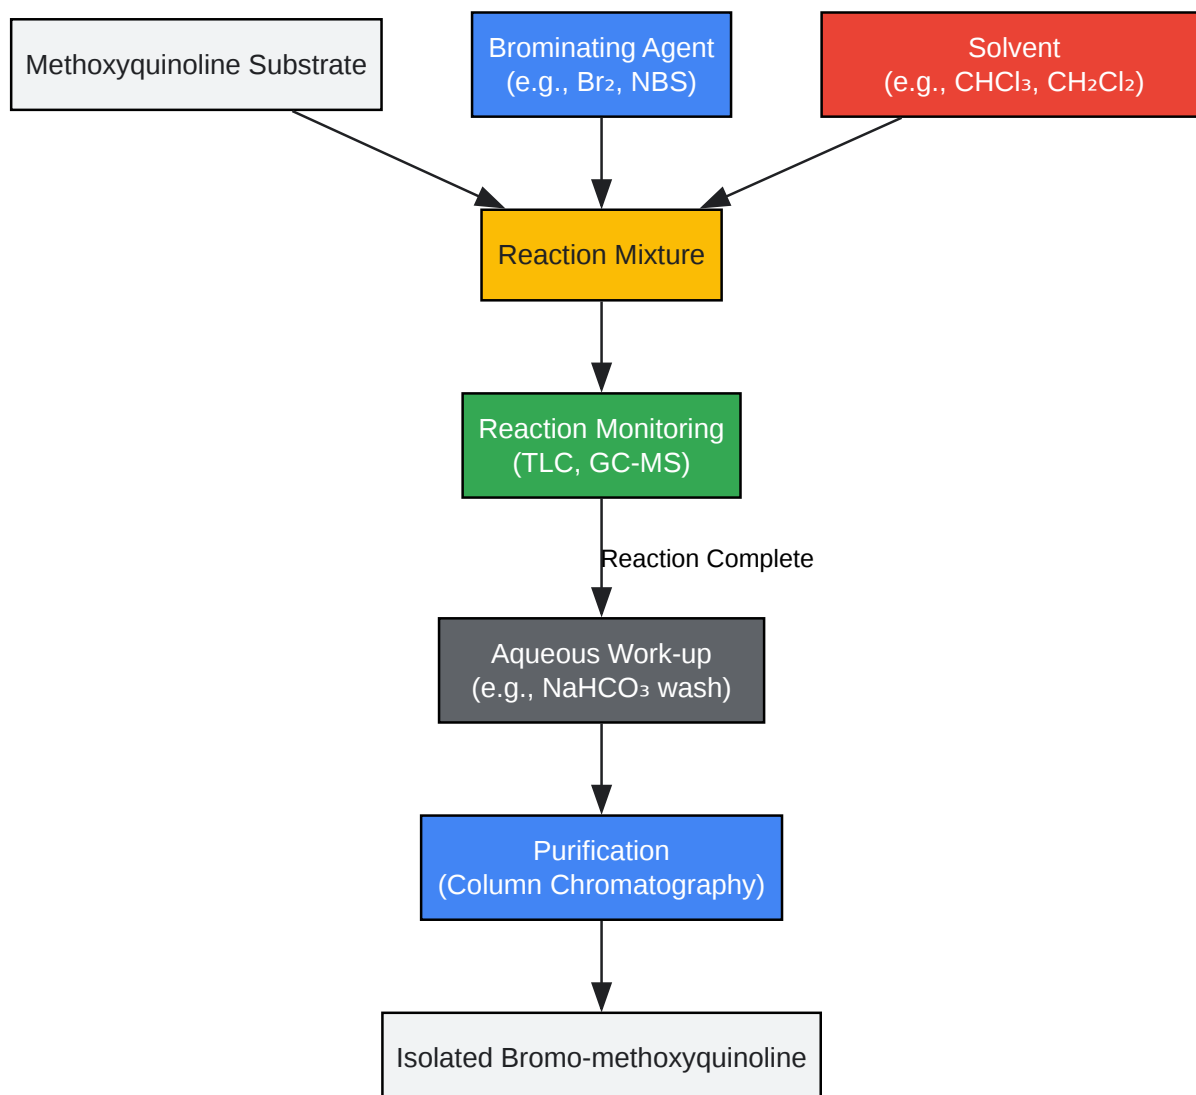 Methoxyquinoline Substrate
Brominating Agent
(e.g., Br₂, NBS)
Solvent
(e.g., CHCl₃, CH₂Cl₂)
Reaction Mixture
Reaction Monitoring
(TLC, GC-MS)
Reaction Complete
Aqueous Work-up
(e.g., NaHCO₃ wash)
Purification
(Column Chromatography)
Isolated Bromo-methoxyquinoline